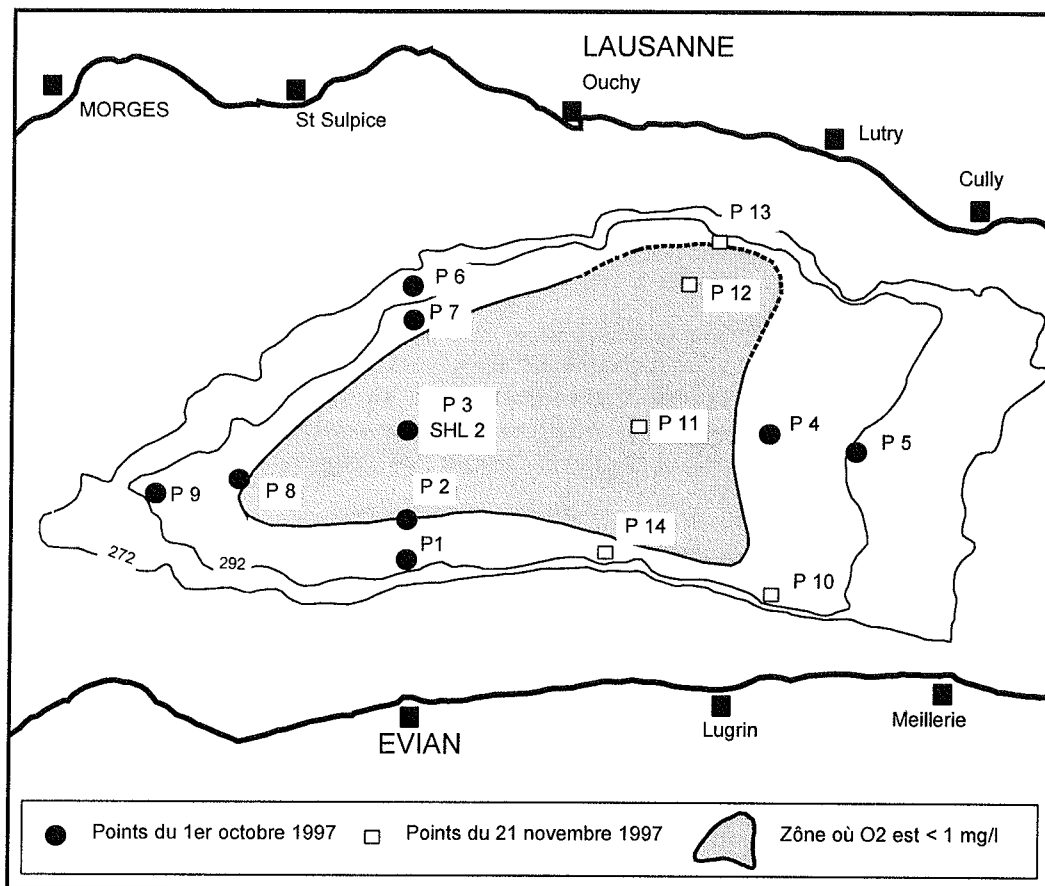 LAUSANNE
Ouchy
MORGES
St Sulpice
Lutry
Cully
P 13
P 6
P 12
P 7
P 3
SHL 2
P 11
P 4
P 5
P 9
P 8
P 2
P 14
P1
272
292
P 10
EVIAN
Lugrin
Meillerie
Points du 1er octobre 1997
Points du 21 novembre 1997
Zône où O2 est < 1 mg/l